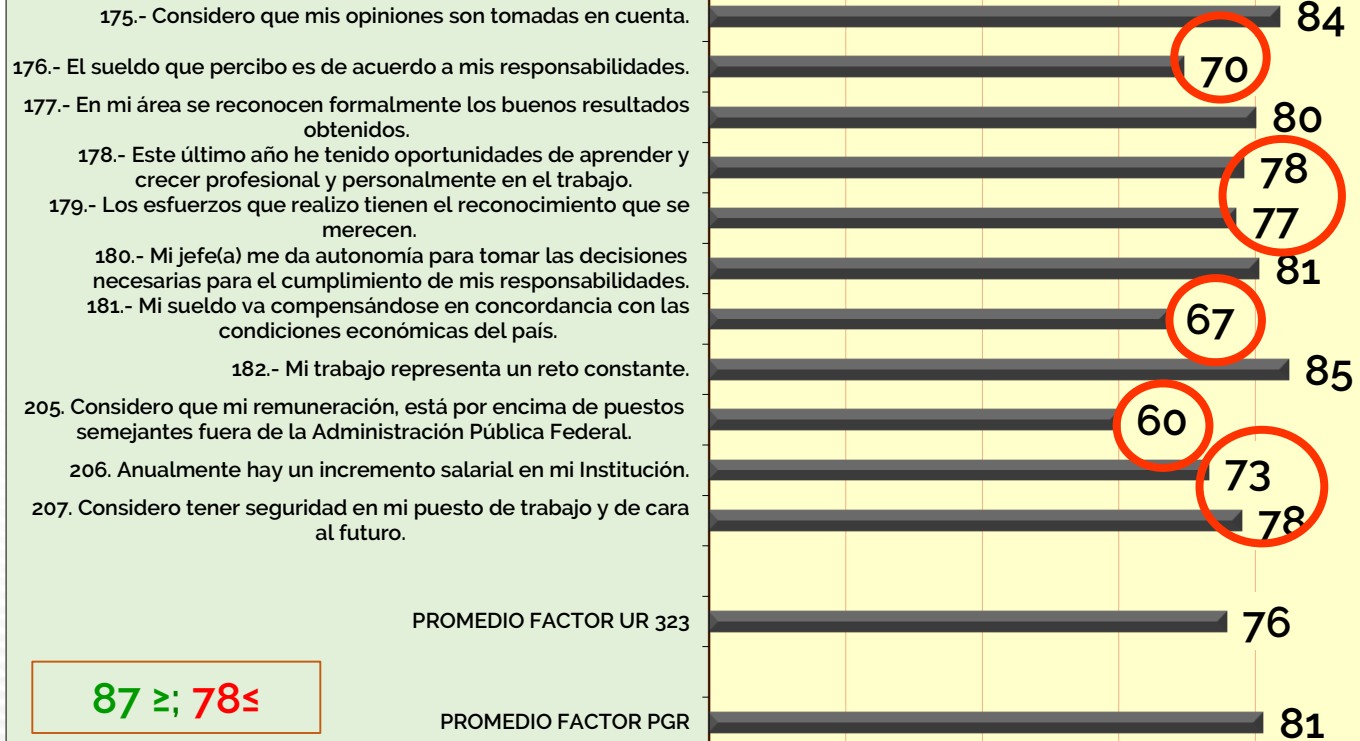 175.- Considero que mis opiniones son tomadas en cuenta.
84
176.- El sueldo que percibo es de acuerdo a mis responsabilidades.
70
177.- En mi área se reconocen formalmente los buenos resultados
obtenidos.
80
178.- Este último año he tenido oportunidades de aprender y
crecer profesional y personalmente en el trabajo.
78
179.- Los esfuerzos que realizo tienen el reconocimiento que se
merecen.
77
180.- Mi jefe(a) me da autonomía para tomar las decisiones
necesarias para el cumplimiento de mis responsabilidades.
81
181.- Mi sueldo va compensándose en concordancia con las
condiciones económicas del país.
67
182.- Mi trabajo representa un reto constante.
85
205. Considero que mi remuneración, está por encima de puestos
semejantes fuera de la Administración Pública Federal.
60
206. Anualmente hay un incremento salarial en mi Institución.
73
207. Considero tener seguridad en mi puesto de trabajo y de cara
al futuro.
78
PROMEDIO FACTOR UR 323
76
87 ≥; 78≤
PROMEDIO FACTOR PGR
81